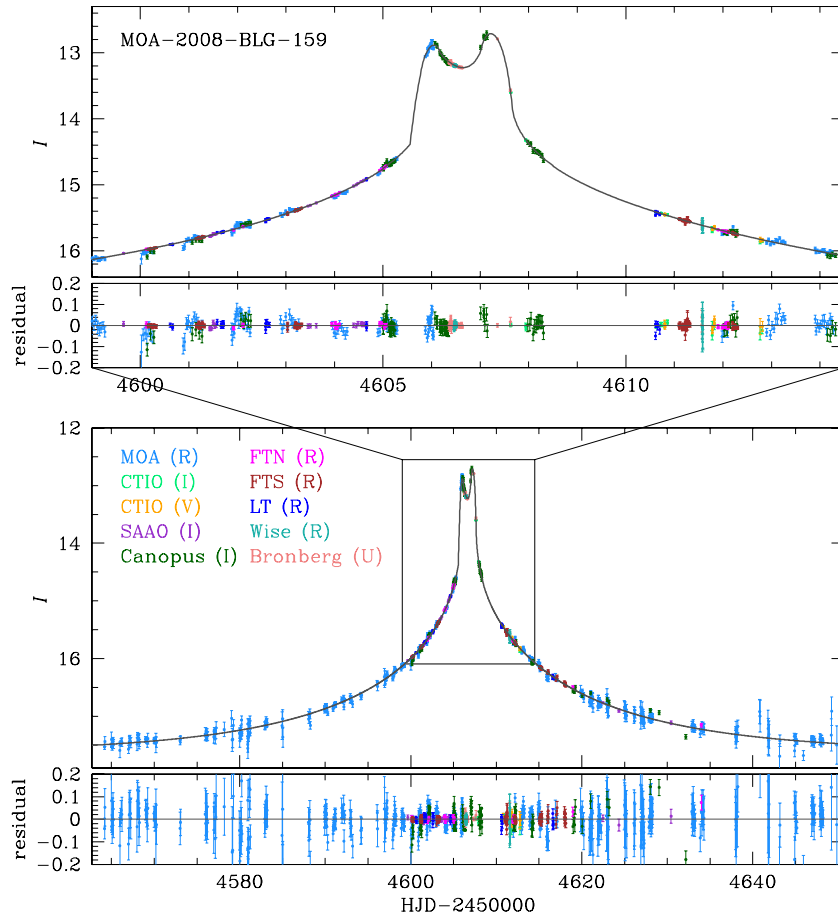 MOA-2008-BLG-159
13
14
15
16
I
0.2
0.1
0
-0.1
-0.2
residual
4600 4605 4610
12
14
16
I
MOA (R) FTN (R)
CTIO (I) FTS (R)
CTIO (V) LT (R)
SAAO (I) Wise (R)
Canopus (I) Bronberg (U)
0.2
0.1
0
-0.1
-0.2
residual
4580 4600 4620 4640
HJD-2450000